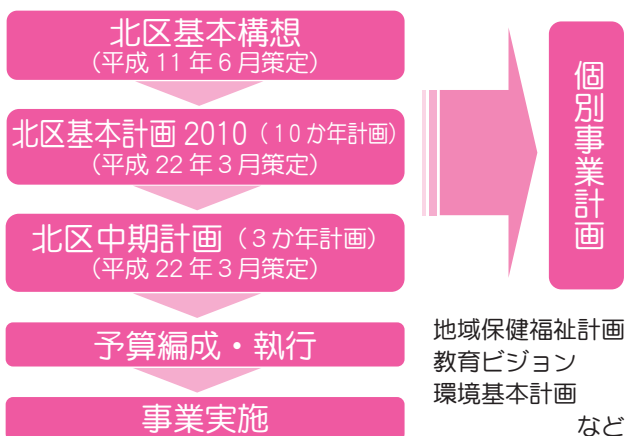 北区基本構想
（平成 11 年 6 月策定）
北区基本計画 2010（10か年計画）
（平成 22 年 3 月策定）
北区中期計画（3か年計画）
（平成 22 年 3 月策定）
予算編成・執行
事業実施
個別事業計画
地域保健福祉計画
教育ビジョン
環境基本計画
など